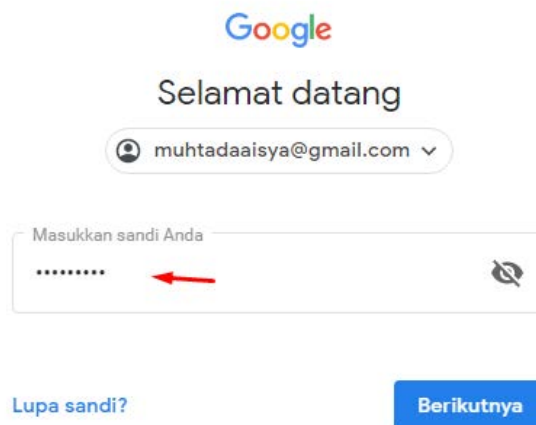 Google
Selamat datang
muhtadaaisya@gmail.com
Masukkan sandi Anda
•••••••••
Lupa sandi?
Berikutnya